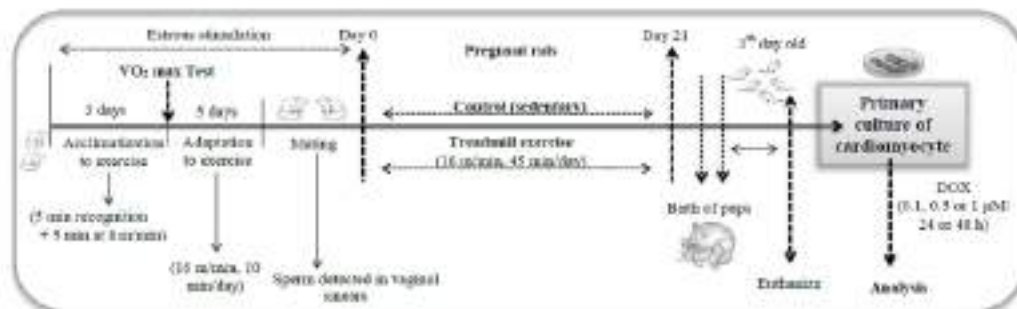 Estrous stimulation
Day 0
Pregnant rats
Day 21
day old
VO₂ max Test
3 days
5 days
Control (sedentary)
Primary
culture of
cardiomyocyte
Acclimatization
to exercise
Adaptation
to exercise
Mating
Treadmill exercise
(16 m/min, 45 min/day)
DOX
(0.1, 0.5 or 1 µM
24 or 48 h)
Birth of pups
(5 min recognition
+ 5 min at 8 m/min)
(16 m/min, 10
min/day)
Sperm detected in vaginal
smears
Euthanize
Analysis